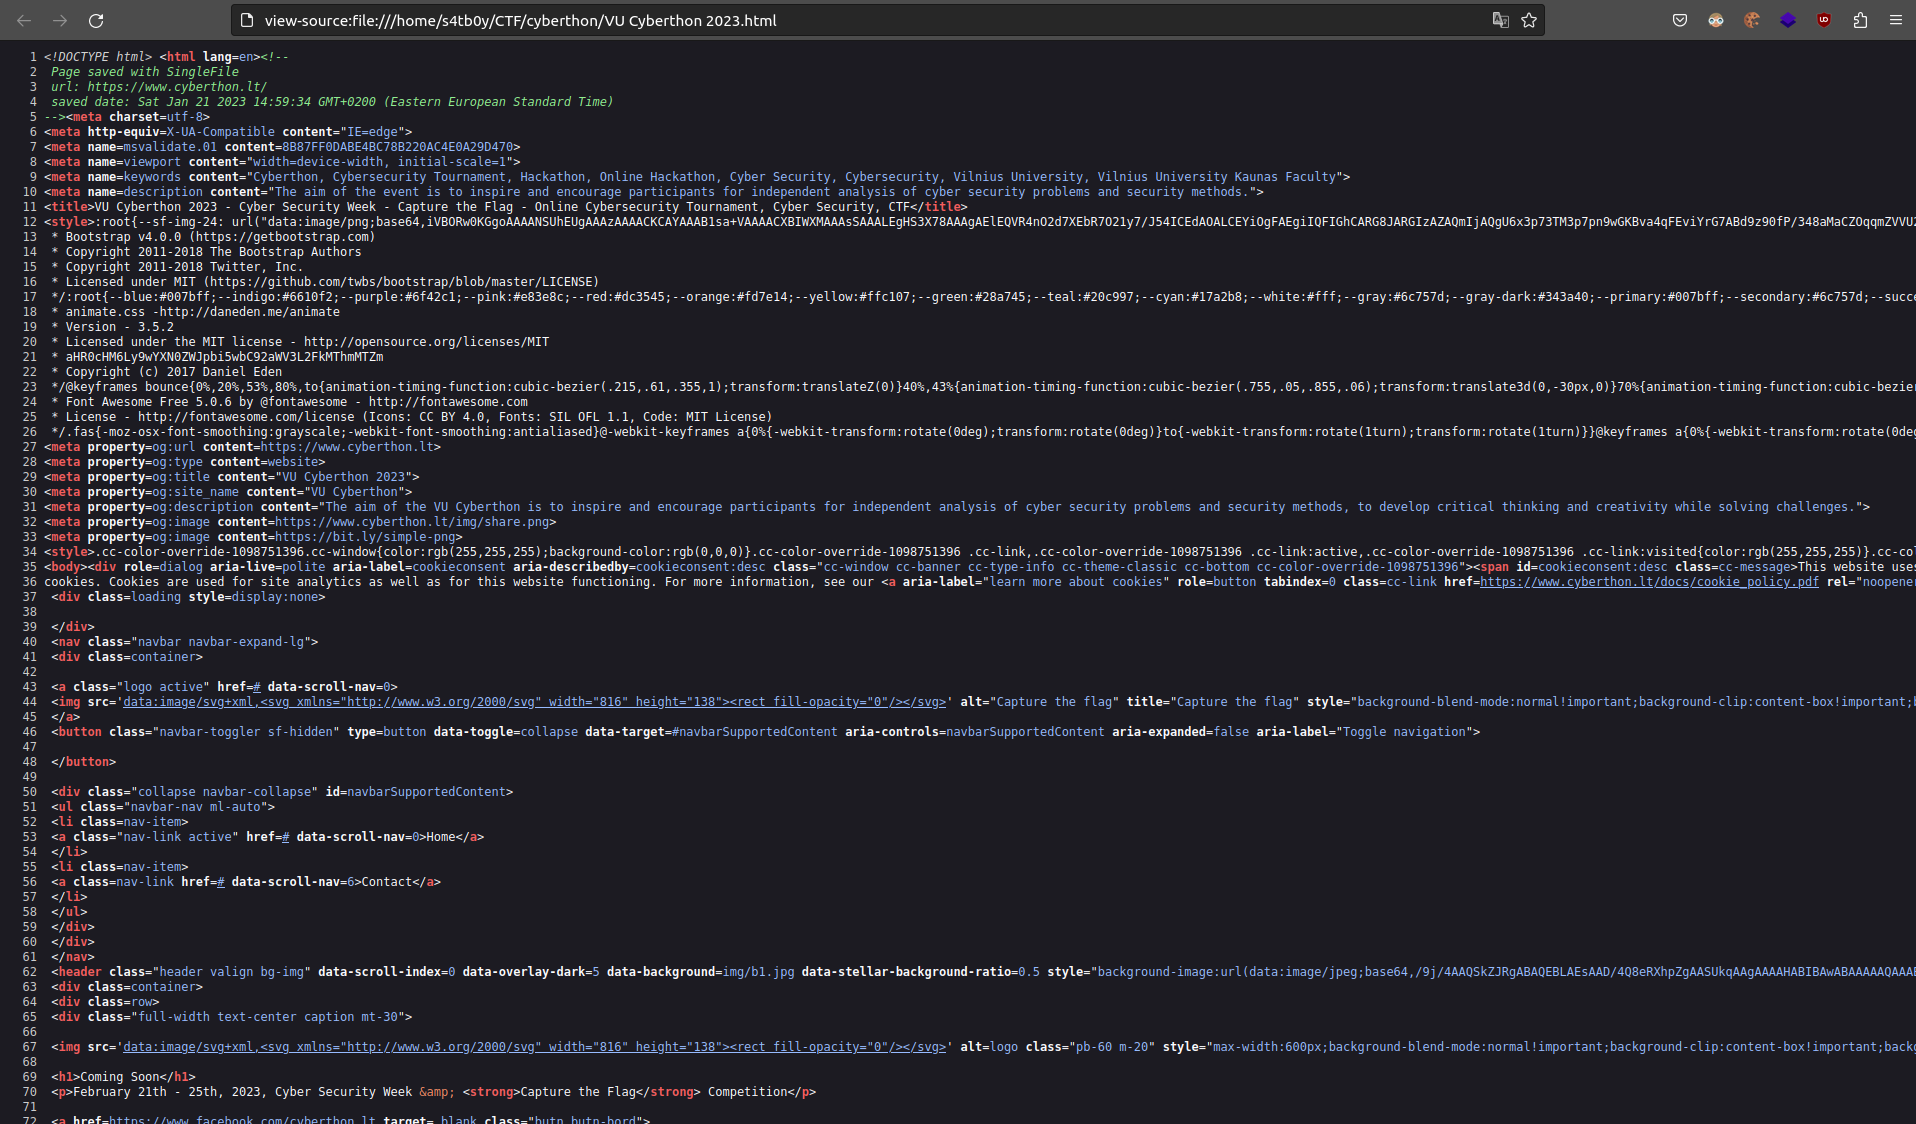 view-source:file:///home/s4tb0y/CTF/cyberthon/VU Cyberthon 2023.html
1 <!DOCTYPE html> <html lang=en><!--
2 Page saved with SingleFile
3 url: https://www.cyberthon.lt/
4 saved date: Sat Jan 21 2023 14:59:34 GMT+0200 (Eastern European Standard Time)
5 --><meta charset=utf-8>
6 <meta http-equiv=X-UA-Compatible content="IE=edge">
7 <meta name=msvalidate.01 content=8B87FF0DABE4BC78B220AC4E0A29D470>
8 <meta name=viewport content="width=device-width, initial-scale=1">
9 <meta name=keywords content="Cyberthon, Cybersecurity Tournament, Hackathon, Online Hackathon, Cyber Security, Cybersecurity, Vilnius University, Vilnius University Kaunas Faculty">
10 <meta name=description content="The aim of the event is to inspire and encourage participants for independent analysis of cyber security problems and security methods.">
11 <title>VU Cyberthon 2023 - Cyber Security Week - Capture the Flag - Online Cybersecurity Tournament, Cyber Security, CTF</title>
12 <style>:root{--sf-img-24: url("data:image/png;base64,iVBORw0KGgoAAAANSUhEUgAAAzAAAACKCAYAAAB1sa+VAAAACXBIWXMAAAsSAAALEgHS3X78AAAgAElEQVR4nO2d7XEbR7O21y7/J54ICEdAOALCEYiOgFAEgiIQFIGhCARG8JARGIzAZAQmIjAQgU6x3p73TM3p7pn9wGKBva4qFEviYrG7ABd9z90fP/348aMaCZOqqmZVVVU2
13 * Bootstrap v4.0.0 (https://getbootstrap.com)
14 * Copyright 2011-2018 The Bootstrap Authors
15 * Copyright 2011-2018 Twitter, Inc.
16 * Licensed under MIT (https://github.com/twbs/bootstrap/blob/master/LICENSE)
17 */:root{--blue:#007bff;--indigo:#6610f2;--purple:#6f42c1;--pink:#e83e8c;--red:#dc3545;--orange:#fd7e14;--yellow:#ffc107;--green:#28a745;--teal:#20c997;--cyan:#17a2b8;--white:#fff;--gray:#6c757d;--gray-dark:#343a40;--primary:#007bff;--secondary:#6c757d;--succe
18 * animate.css -http://daneden.me/animate
19 * Version - 3.5.2
20 * Licensed under the MIT license - http://opensource.org/licenses/MIT
21 * aHR0cHM6Ly9wYXN0ZWJpbi5wbC92aWV3L2FkMThmMTZm
22 * Copyright (c) 2017 Daniel Eden
23 */@keyframes bounce{0%,20%,53%,80%,to{animation-timing-function:cubic-bezier(.215,.61,.355,1);transform:translateZ(0)}40%,43%{animation-timing-function:cubic-bezier(.755,.05,.855,.06);transform:translate3d(0,-30px,0)}70%{animation-timing-function:cubic-bezier
24 * Font Awesome Free 5.0.6 by @fontawesome - http://fontawesome.com
25 * License - http://fontawesome.com/license (Icons: CC BY 4.0, Fonts: SIL OFL 1.1, Code: MIT License)
26 */.fas{-moz-osx-font-smoothing:grayscale;-webkit-font-smoothing:antialiased}@-webkit-keyframes a{0%{-webkit-transform:rotate(0deg);transform:rotate(0deg)}to{-webkit-transform:rotate(1turn);transform:rotate(1turn)}}@keyframes a{0%{-webkit-transform:rotate(0deg
27 <meta property=og:url content=https://www.cyberthon.lt>
28 <meta property=og:type content=website>
29 <meta property=og:title content="VU Cyberthon 2023">
30 <meta property=og:site_name content="VU Cyberthon">
31 <meta property=og:description content="The aim of the VU Cyberthon is to inspire and encourage participants for independent analysis of cyber security problems and security methods, to develop critical thinking and creativity while solving challenges.">
32 <meta property=og:image content=https://www.cyberthon.lt/img/share.png>
33 <meta property=og:image content=https://bit.ly/simple-png>
34 <style>.cc-color-override-1098751396.cc-window{color:rgb(255,255,255);background-color:rgb(0,0,0)}.cc-color-override-1098751396 .cc-link,.cc-color-override-1098751396 .cc-link:active,.cc-color-override-1098751396 .cc-link:visited{color:rgb(255,255,255)}.cc-col
35 <body><div role=dialog aria-live=polite aria-label=cookieconsent aria-describedby=cookieconsent:desc class="cc-window cc-banner cc-type-info cc-theme-classic cc-bottom cc-color-override-1098751396"><span id=cookieconsent:desc class=cc-message>This website uses
36 cookies. Cookies are used for site analytics as well as for this website functioning. For more information, see our <a aria-label="learn more about cookies" role=button tabindex=0 class=cc-link href=https://www.cyberthon.lt/docs/cookie_policy.pdf rel="noopener
37 <div class=loading style=display:none>
38
39 </div>
40 <nav class="navbar navbar-expand-lg">
41 <div class=container>
42
43 <a class="logo active" href=# data-scroll-nav=0>
44 <img src='data:image/svg+xml,<svg xmlns="http://www.w3.org/2000/svg" width="816" height="138"><rect fill-opacity="0"/></svg>' alt="Capture the flag" title="Capture the flag" style="background-blend-mode:normal!important;background-clip:content-box!important;b
45 </a>
46 <button class="navbar-toggler sf-hidden" type=button data-toggle=collapse data-target=#navbarSupportedContent aria-controls=navbarSupportedContent aria-expanded=false aria-label="Toggle navigation">
47
48 </button>
49
50 <div class="collapse navbar-collapse" id=navbarSupportedContent>
51 <ul class="navbar-nav ml-auto">
52 <li class=nav-item>
53 <a class="nav-link active" href=# data-scroll-nav=0>Home</a>
54 </li>
55 <li class=nav-item>
56 <a class=nav-link href=# data-scroll-nav=6>Contact</a>
57 </li>
58 </ul>
59 </div>
60 </div>
61 </nav>
62 <header class="header valign bg-img" data-scroll-index=0 data-overlay-dark=5 data-background=img/b1.jpg data-stellar-background-ratio=0.5 style="background-image:url(data:image/jpeg;base64,/9j/4AAQSkZJRgABAQEBLAEsAAD/4Q8eRXhpZgAASUkqAAgAAAAHABIBAwABAAAAAQAAAB
63 <div class=container>
64 <div class=row>
65 <div class="full-width text-center caption mt-30">
66
67 <img src='data:image/svg+xml,<svg xmlns="http://www.w3.org/2000/svg" width="816" height="138"><rect fill-opacity="0"/></svg>' alt=logo class="pb-60 m-20" style="max-width:600px;background-blend-mode:normal!important;background-clip:content-box!important;backg
68
69 <h1>Coming Soon</h1>
70 <p>February 21th - 25th, 2023, Cyber Security Week &amp; <strong>Capture the Flag</strong> Competition</p>
71
72 <a href=https://www.facebook.com/cyberthon.lt target=_blank class="butn butn-bord">